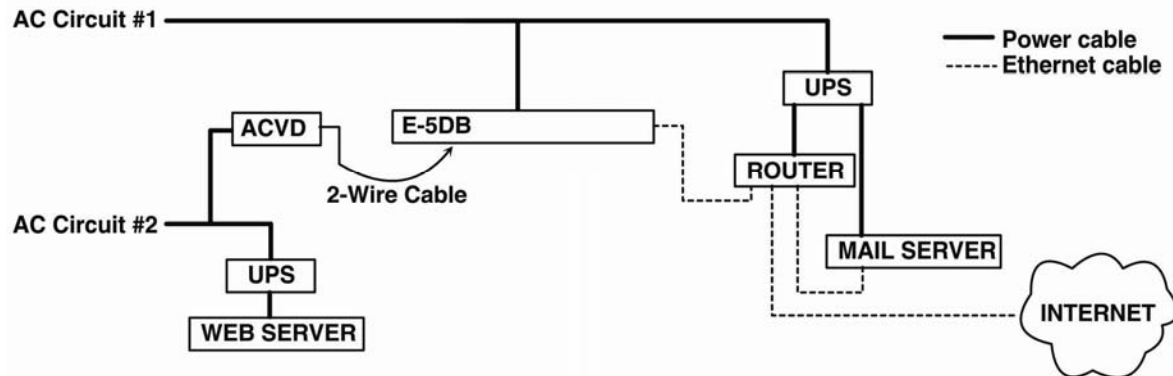 AC Circuit #1
Power cable
Ethernet cable
UPS
ACVD
E-5DB
ROUTER
2-Wire Cable
AC Circuit #2
MAIL SERVER
UPS
INTERNET
WEB SERVER